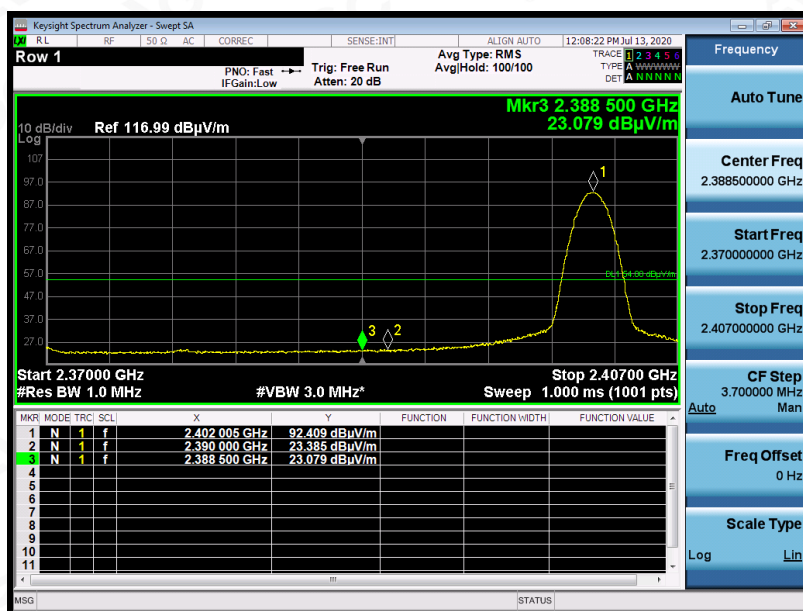 Keysight Spectrum Analyzer - Swept SA
LXI RL RF 50 Ω AC CORREC SENSE:INT ALIGN AUTO 12:08:22 PM Jul 13, 2020
Row 1
PNO: Fast
IFGain:Low
Trig: Free Run
Atten: 20 dB
Avg Type: RMS
Avg|Hold: 100/100
TRACE 1 2 3 4 5 6
TYPE A WWWWW
DET A N N N N N
Mkr3 2.388 500 GHz
23.079 dBµV/m
10 dB/div Ref 116.99 dBµV/m
Log
107
97.0
87.0
77.0
67.0
57.0
47.0
37.0
27.0
1
DL1 54.00 dBµV/m
3 2
Start 2.37000 GHz Stop 2.40700 GHz
#Res BW 1.0 MHz #VBW 3.0 MHz* Sweep 1.000 ms (1001 pts)
MKR MODE TRC SCL X Y FUNCTION FUNCTION WIDTH FUNCTION VALUE
1 N 1 f 2.402 005 GHz 92.409 dBµV/m
2 N 1 f 2.390 000 GHz 23.385 dBµV/m
3 N 1 f 2.388 500 GHz 23.079 dBµV/m
4
5
6
7
8
9
10
11
MSG STATUS
Frequency
Auto Tune
Center Freq
2.388500000 GHz
Start Freq
2.370000000 GHz
Stop Freq
2.407000000 GHz
CF Step
3.700000 MHz
Auto Man
Freq Offset
0 Hz
Scale Type
Log Lin